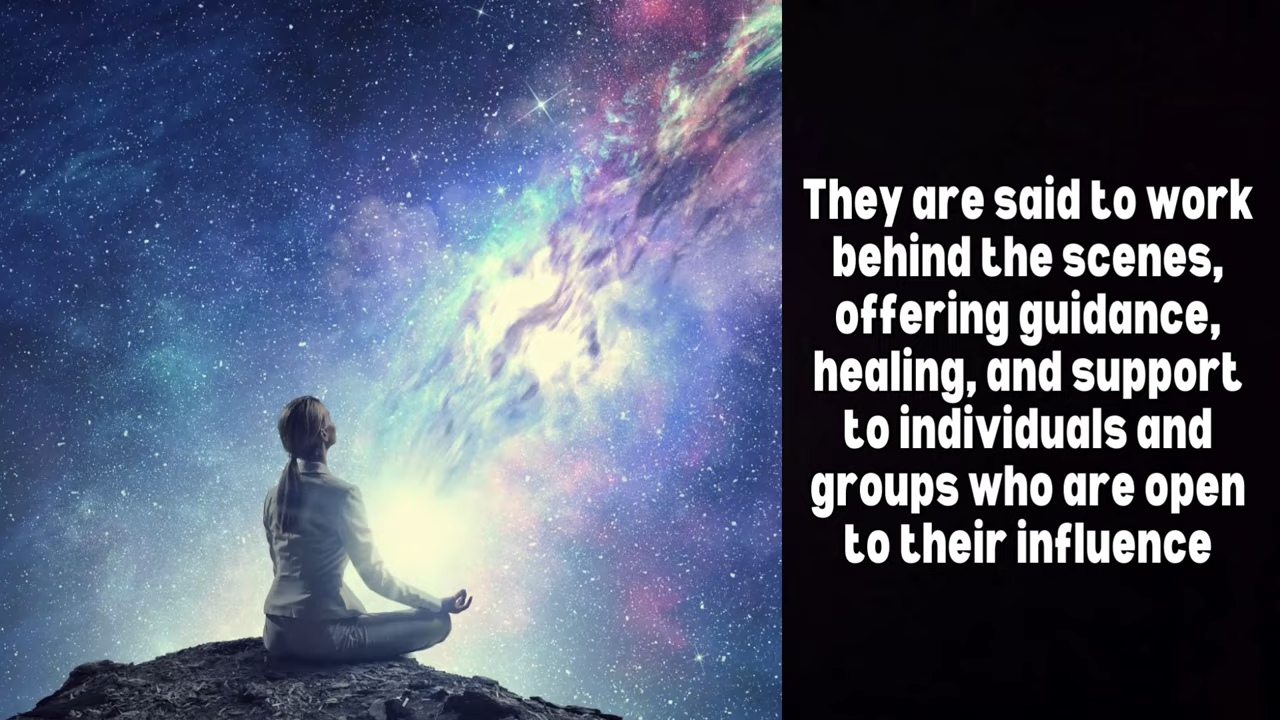 They are said to work
behind the scenes,
offering guidance,
healing, and support
to individuals and
groups who are open
to their influence